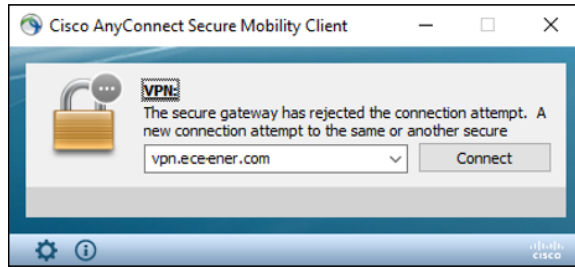 Cisco AnyConnect Secure Mobility Client
VPN:
The secure gateway has rejected the connection attempt. A
new connection attempt to the same or another secure
vpn.ece-ener.com
Connect
cisco